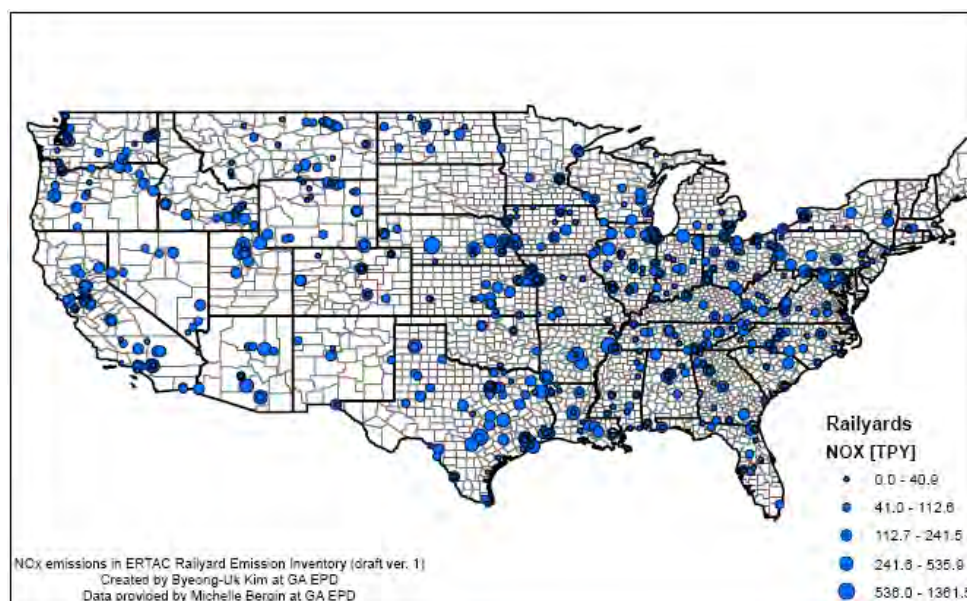 Railyards
NOX [TPY]
0.0 - 40.9
41.0 - 112.6
112.7 - 241.5
241.6 - 535.9
536.0 - 1361.5
NOx emissions in ERTAC Railyard Emission Inventory (draft ver. 1)
Created by Byeong-Uk Kim at GA EPD
Data provided by Michelle Bergin at GA EPD